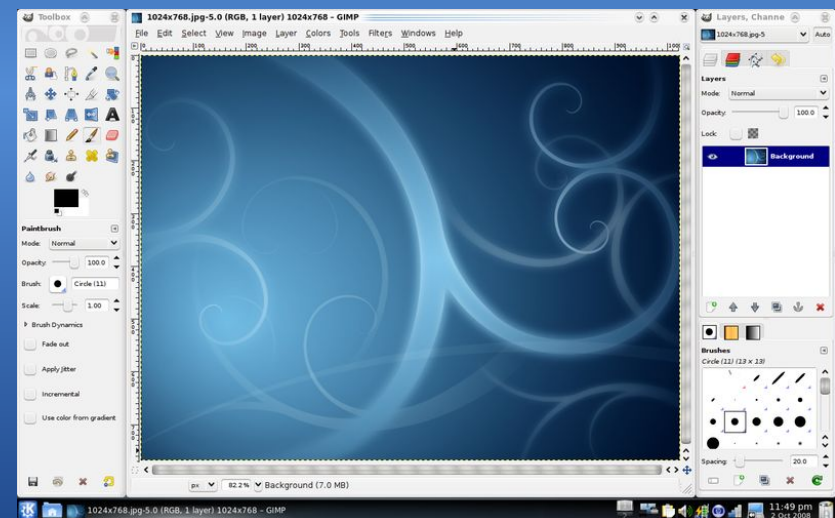 Toolbox
1024x768.jpg-5.0 (RGB, 1 layer) 1024x768 – GIMP
Layers, Channe
File Edit Select View Image Layer Colors Tools Filters Windows Help
1024x768.jpg-5
Auto
Layers
Mode: Normal
Opacity: 100.0
Lock:
Background
Paintbrush
Mode: Normal
Opacity: 100.0
Brush: Circle (11)
Scale: 1.00
Brush Dynamics
Fade out
Apply Jitter
Incremental
Use color from gradient
Brushes
Circle (11) (13 × 13)
Spacing: 20.0
px 82.2% Background (7.0 MB)
1024x768.jpg-5.0 (RGB, 1 layer) 1024x768 – GIMP
11:49 pm
2 Oct 2008